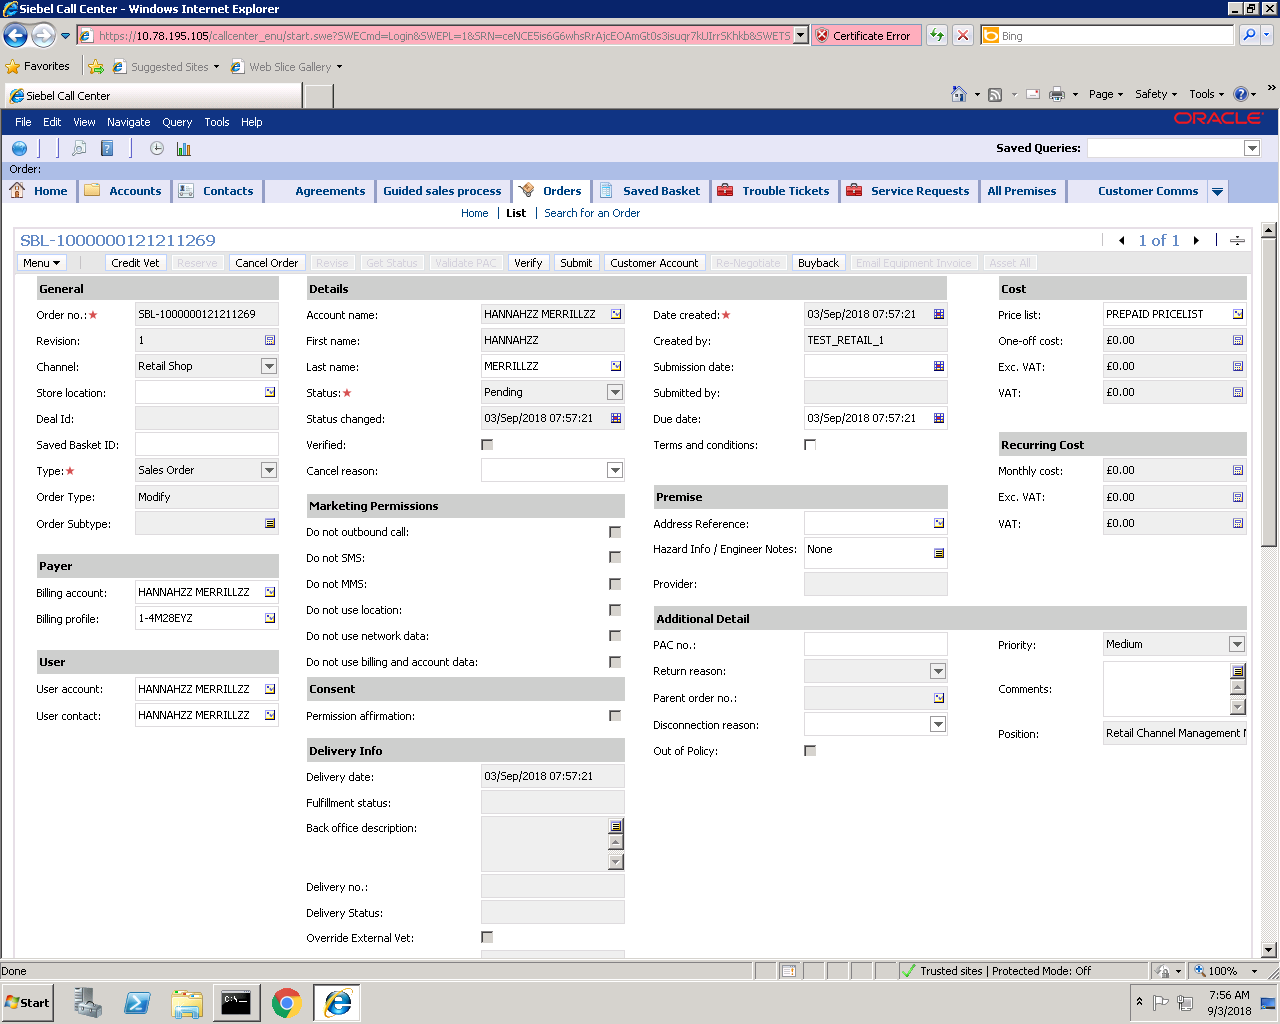 Siebel Call Center - Windows Internet Explorer
https://10.78.195.105/callcenter_enu/start.swe?SWECmd=Login&SWEPL=1&SRN=ceNCE5is6G6whsRrAjcEOAmGt0s3isuqr7kUIrrSKhkb&SWETS Certificate Error Bing
Favorites Suggested Sites Web Slice Gallery
Siebel Call Center Page Safety Tools
File Edit View Navigate Query Tools Help ORACLE
Saved Queries:
Order:
Home Accounts Contacts Agreements Guided sales process Orders Saved Basket Trouble Tickets Service Requests All Premises Customer Comms
Home List Search for an Order
SBL-1000000121211269 1 of 1
Menu Credit Vet Reserve Cancel Order Revise Get Status Validate PAC Verify Submit Customer Account Re-Negotiate Buyback Email Equipment Invoice Asset All
General
Order no.:★ SBL-1000000121211269
Revision: 1
Channel: Retail Shop
Store location:
Deal Id:
Saved Basket ID:
Type:★ Sales Order
Order Type: Modify
Order Subtype:
Payer
Billing account: HANNAHZZ MERRILLZZ
Billing profile: 1-4M28EYZ
User
User account: HANNAHZZ MERRILLZZ
User contact: HANNAHZZ MERRILLZZ
Details
Account name: HANNAHZZ MERRILLZZ
First name: HANNAHZZ
Last name: MERRILLZZ
Status:★ Pending
Status changed: 03/Sep/2018 07:57:21
Verified:
Cancel reason:
Marketing Permissions
Do not outbound call:
Do not SMS:
Do not MMS:
Do not use location:
Do not use network data:
Do not use billing and account data:
Consent
Permission affirmation:
Delivery Info
Delivery date: 03/Sep/2018 07:57:21
Fulfillment status:
Back office description:
Delivery no.:
Delivery Status:
Override External Vet:
Date created:★ 03/Sep/2018 07:57:21
Created by: TEST_RETAIL_1
Submission date:
Submitted by:
Due date: 03/Sep/2018 07:57:21
Terms and conditions:
Premise
Address Reference:
Hazard Info / Engineer Notes: None
Provider:
Additional Detail
PAC no.:
Return reason:
Parent order no.:
Disconnection reason:
Out of Policy:
Cost
Price list: PREPAID PRICELIST
One-off cost: £0.00
Exc. VAT: £0.00
VAT: £0.00
Recurring Cost
Monthly cost: £0.00
Exc. VAT: £0.00
VAT: £0.00
Priority: Medium
Comments:
Position: Retail Channel Management
Done Trusted sites | Protected Mode: Off 100%
Start 7:56 AM
9/3/2018